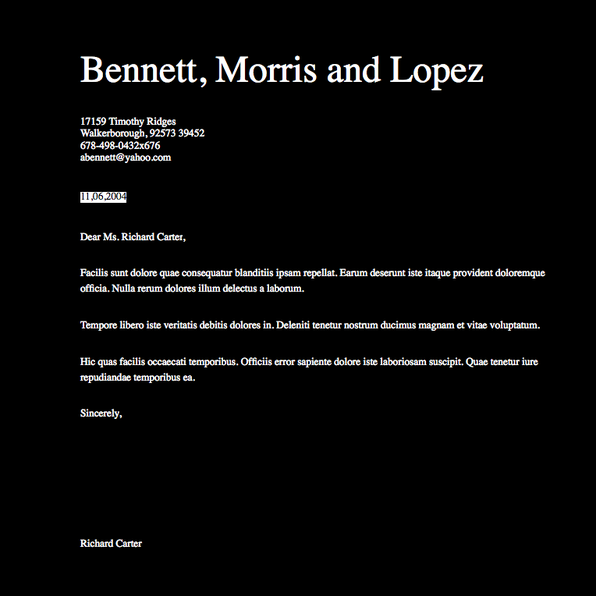 Bennett, Morris and Lopez
17159 Timothy Ridges
Walkerborough, 92573 39452
678-498-0432x676
abennett@yahoo.com
11,06,2004
Dear Ms. Richard Carter,
Facilis sunt dolore quae consequatur blanditiis ipsam repellat. Earum deserunt iste itaque provident doloremque
officia. Nulla rerum dolores illum delectus a laborum.
Tempore libero iste veritatis debitis dolores in. Deleniti tenetur nostrum ducimus magnam et vitae voluptatum.
Hic quas facilis occaecati temporibus. Officiis error sapiente dolore iste laboriosam suscipit. Quae tenetur iure
repudiandae temporibus ea.
Sincerely,
Richard Carter